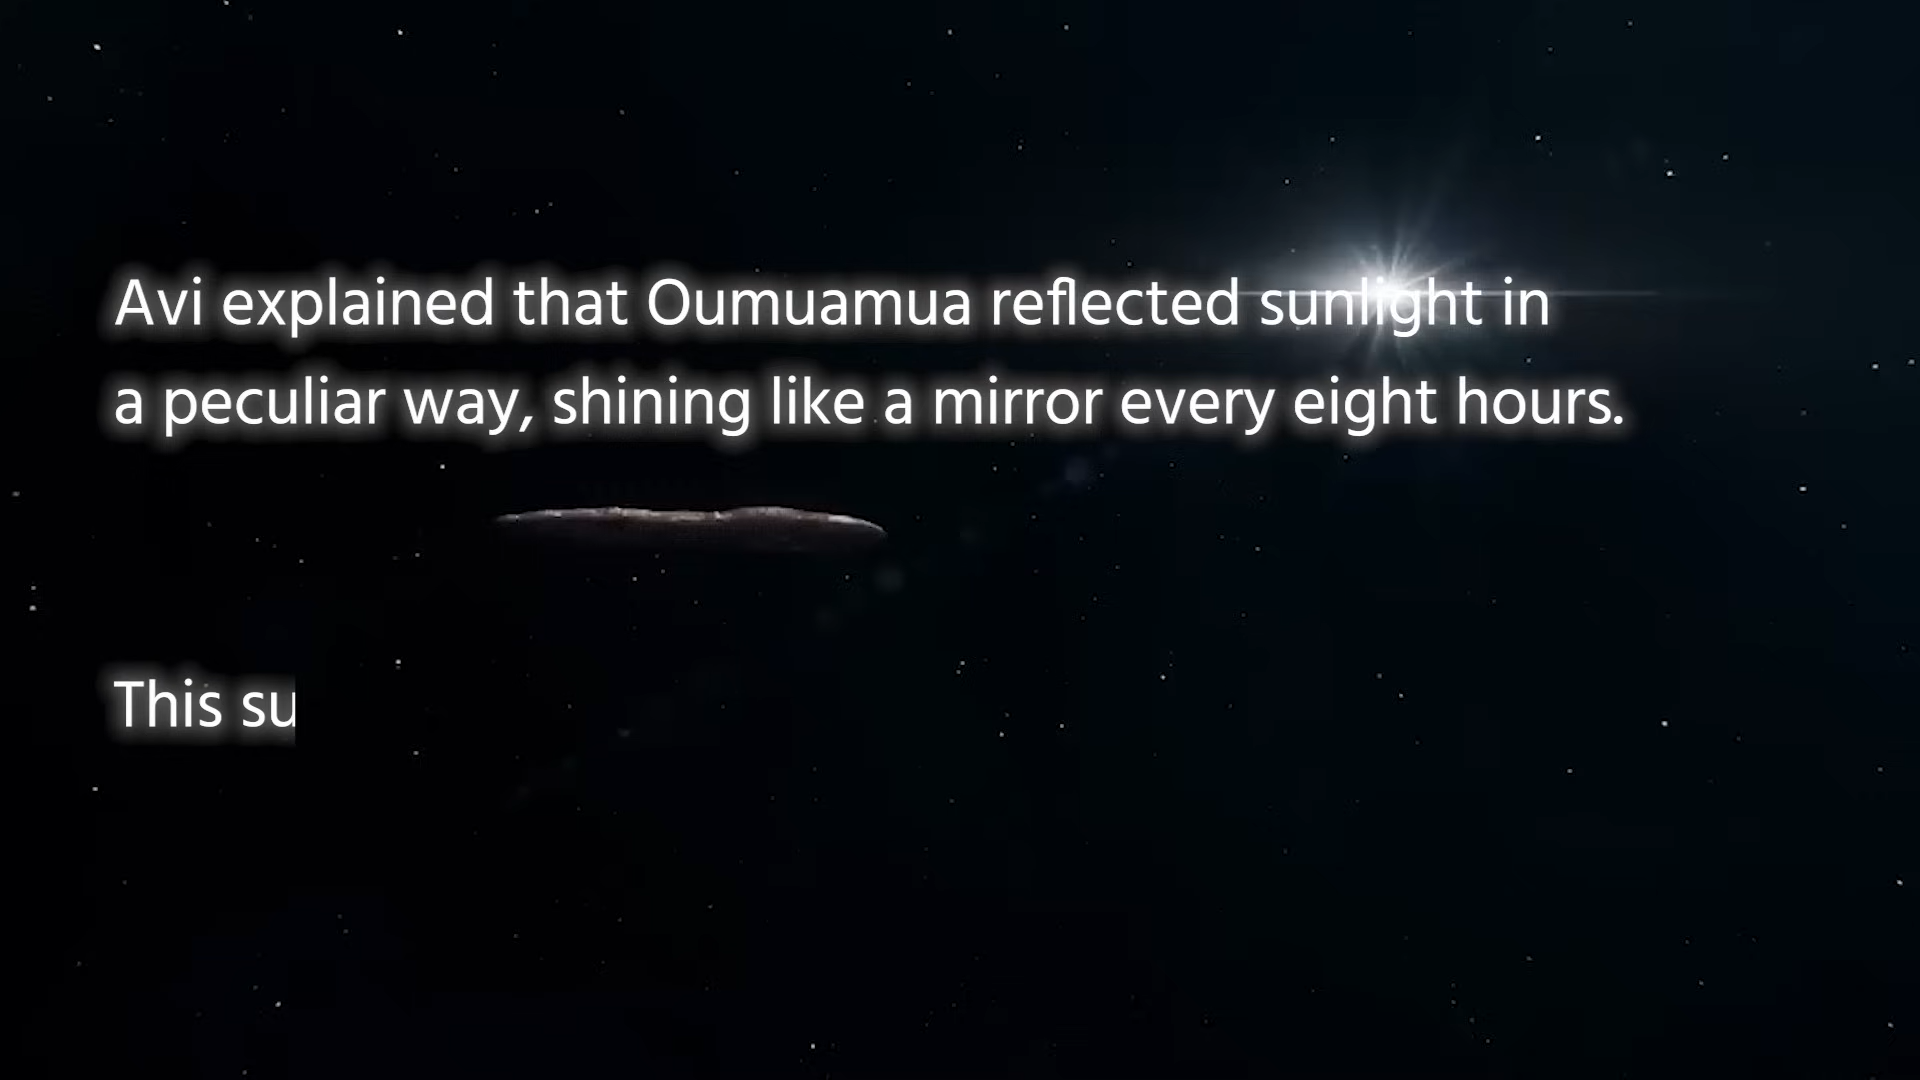 Avi explained that Oumuamua reflected sunlight in
a peculiar way, shining like a mirror every eight hours.
This su